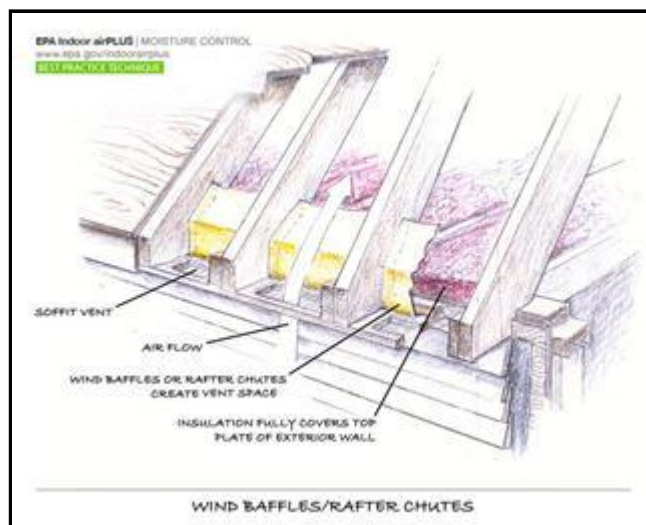 EPA Indoor airPLUS | MOISTURE CONTROL
www.epa.gov/indoorairplus
BEST PRACTICE TECHNIQUE
SOFFIT VENT
AIR FLOW
WIND BAFFLES OR RAFTER CHUTES
CREATE VENT SPACE
INSULATION FULLY COVERS TOP
PLATE OF EXTERIOR WALL
WIND BAFFLES/RAFTER CHUTES